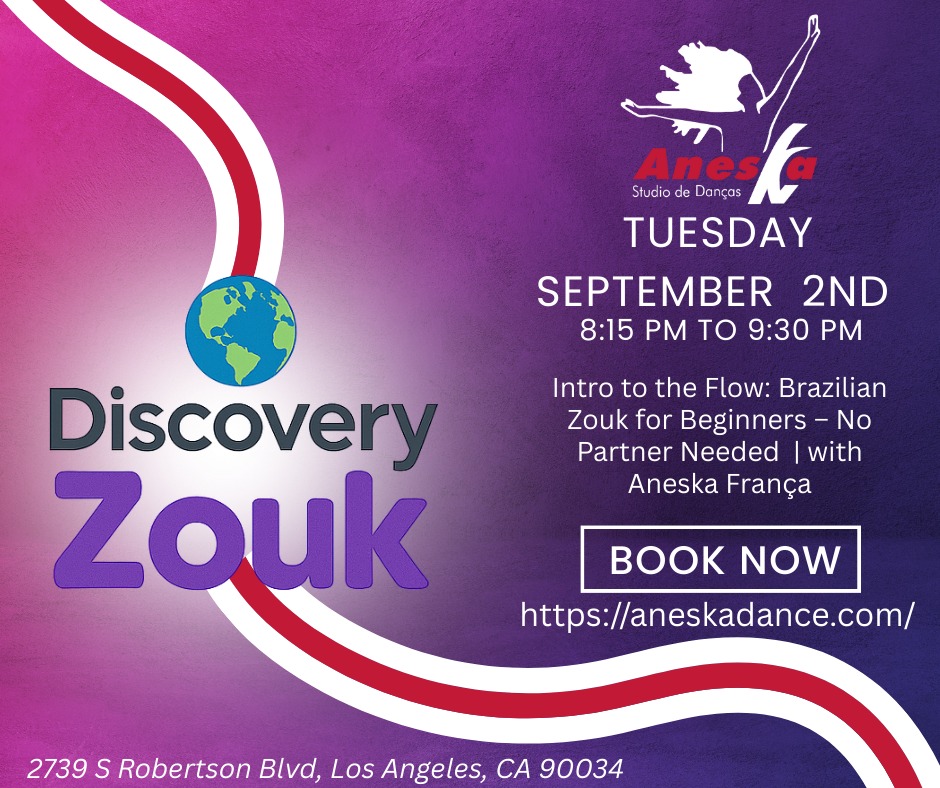 Aneska
Studio de Danças
TUESDAY
SEPTEMBER 2ND
8:15 PM TO 9:30 PM
Intro to the Flow: Brazilian
Zouk for Beginners – No
Partner Needed | with
Aneska França
BOOK NOW
https://aneskadance.com/
Discovery
Zouk
2739 S Robertson Blvd, Los Angeles, CA 90034